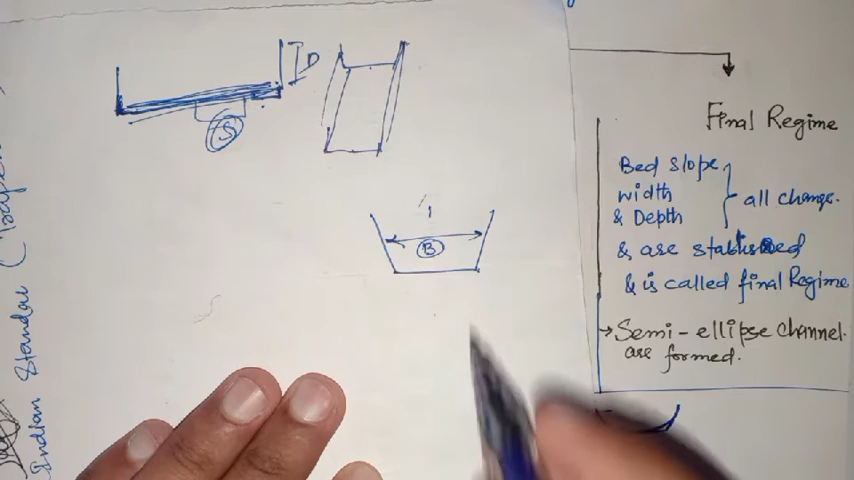 D
S
B
Final Regime
Bed slope
width
& Depth
all change.
& are
& is called final Regime
Semi-ellipse channel
are formed.
Indian Standar